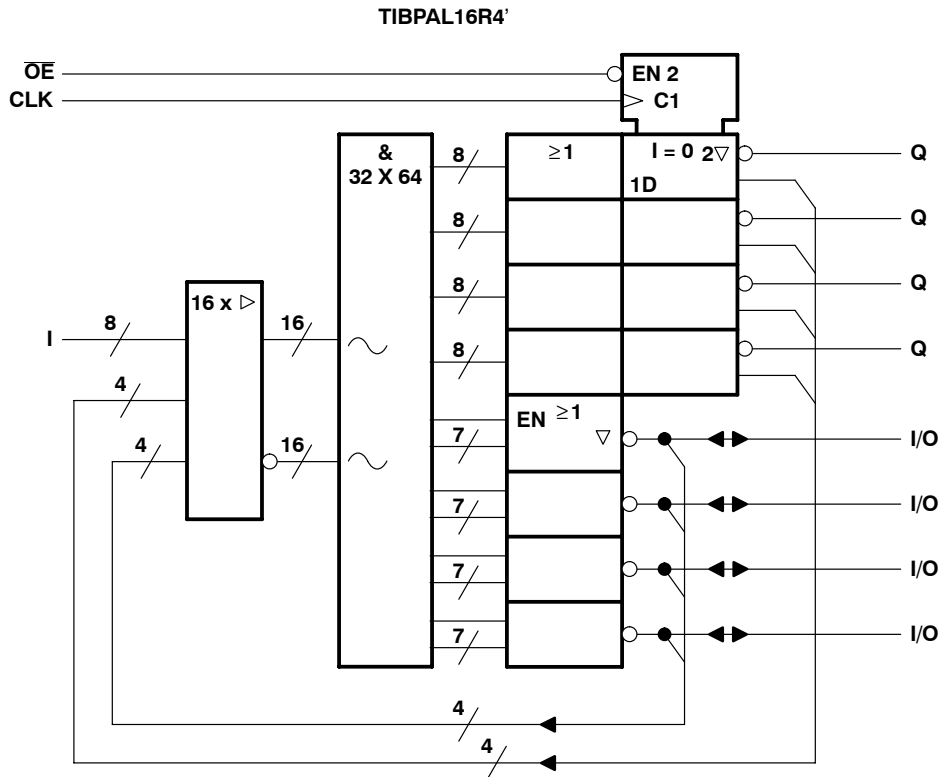 TIBPAL16R4'
OE
CLK
EN 2
C1
&
32 X 64
8
≥1
I = 0 2▽
1D
Q
8
Q
8
Q
8
Q
16 x ▷
I
8
16
4
4
16
EN ≥1
▽
7
I/O
7
I/O
7
I/O
7
I/O
4
4